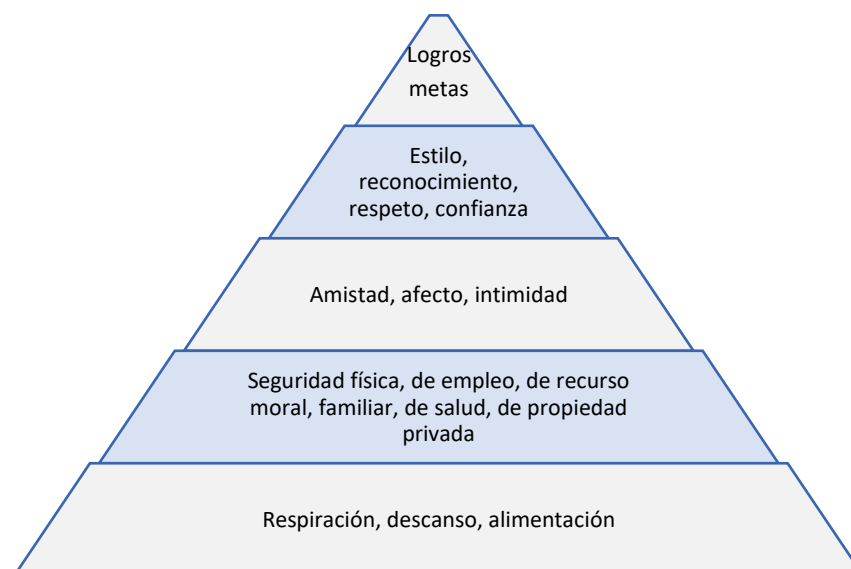 Logros
metas
Estilo,
reconocimiento,
respeto, confianza
Amistad, afecto, intimidad
Seguridad física, de empleo, de recurso
moral, familiar, de salud, de propiedad
privada
Respiración, descanso, alimentación